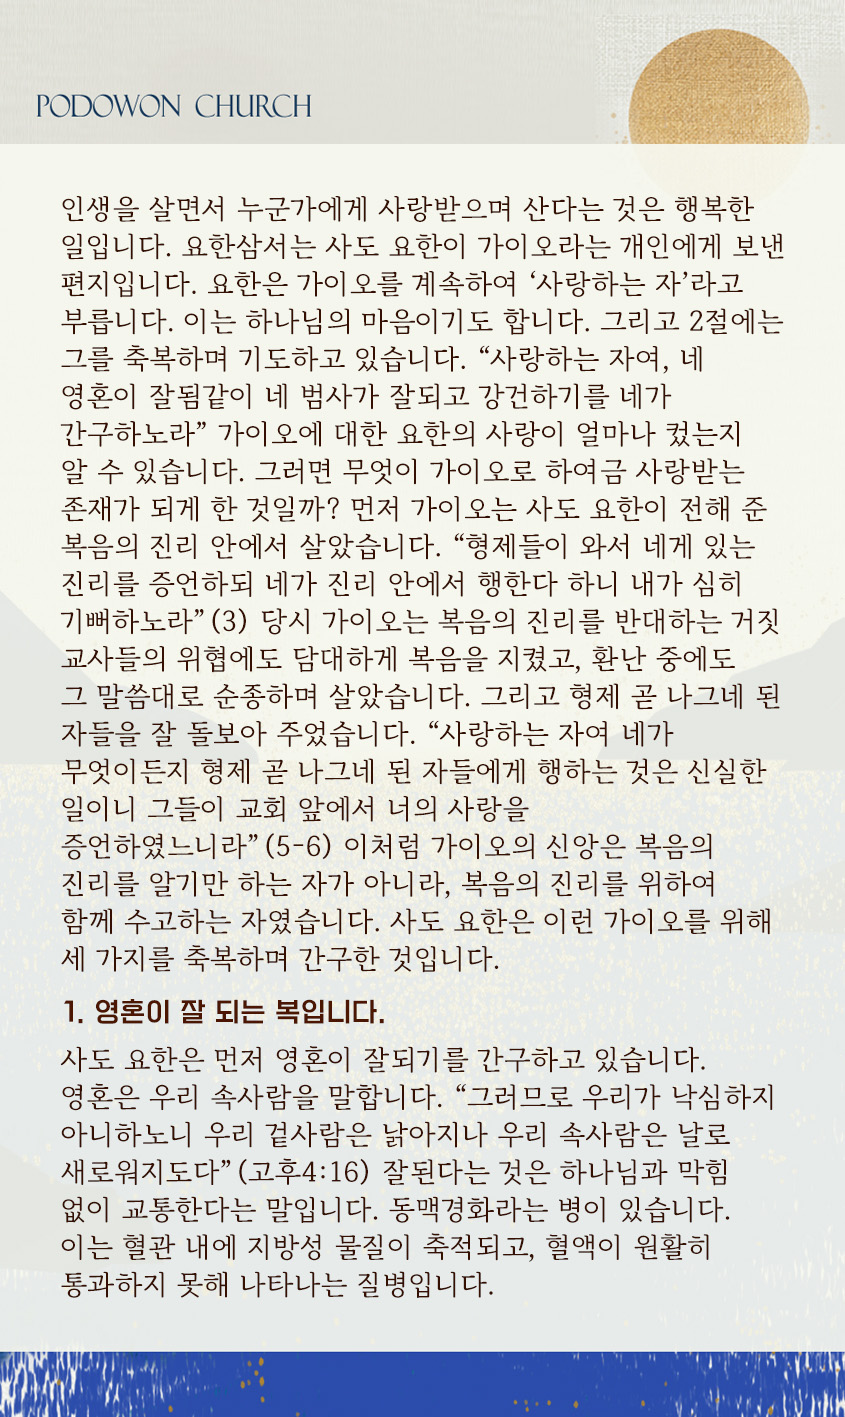 PODOWON CHURCH
인생을 살면서 누군가에게 사랑받으며 산다는 것은 행복한
일입니다. 요한삼서는 사도 요한이 가이오라는 개인에게 보낸
편지입니다. 요한은 가이오를 계속하여 ‘사랑하는 자’라고
부릅니다. 이는 하나님의 마음이기도 합니다. 그리고 2절에는
그를 축복하며 기도하고 있습니다. “사랑하는 자여, 네
영혼이 잘됨같이 네 범사가 잘되고 강건하기를 네가
간구하노라” 가이오에 대한 요한의 사랑이 얼마나 컸는지
알 수 있습니다. 그러면 무엇이 가이오로 하여금 사랑받는
존재가 되게 한 것일까? 먼저 가이오는 사도 요한이 전해 준
복음의 진리 안에서 살았습니다. “형제들이 와서 네게 있는
진리를 증언하되 네가 진리 안에서 행한다 하니 내가 심히
기뻐하노라”(3) 당시 가이오는 복음의 진리를 반대하는 거짓
교사들의 위협에도 담대하게 복음을 지켰고, 환난 중에도
그 말씀대로 순종하며 살았습니다. 그리고 형제 곧 나그네 된
자들을 잘 돌보아 주었습니다. “사랑하는 자여 네가
무엇이든지 형제 곧 나그네 된 자들에게 행하는 것은 신실한
일이니 그들이 교회 앞에서 너의 사랑을
증언하였느니라”(5-6) 이처럼 가이오의 신앙은 복음의
진리를 알기만 하는 자가 아니라, 복음의 진리를 위하여
함께 수고하는 자였습니다. 사도 요한은 이런 가이오를 위해
세 가지를 축복하며 간구한 것입니다.
1. 영혼이 잘 되는 복입니다.
사도 요한은 먼저 영혼이 잘되기를 간구하고 있습니다.
영혼은 우리 속사람을 말합니다. “그러므로 우리가 낙심하지
아니하노니 우리 겉사람은 낡아지나 우리 속사람은 날로
새로워지도다”(고후4:16) 잘된다는 것은 하나님과 막힘
없이 교통한다는 말입니다. 동맥경화라는 병이 있습니다.
이는 혈관 내에 지방성 물질이 축적되고, 혈액이 원활히
통과하지 못해 나타나는 질병입니다.